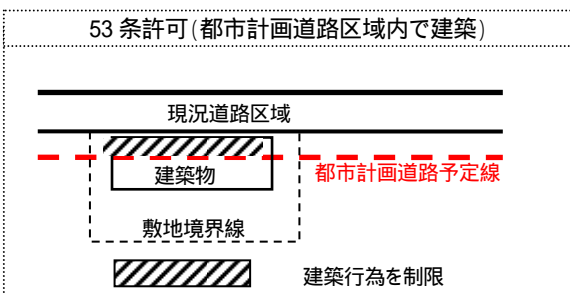 53 条許可(都市計画道路区域内で建築)
現況道路区域
建築物
都市計画道路予定線
敷地境界線
建築行為を制限